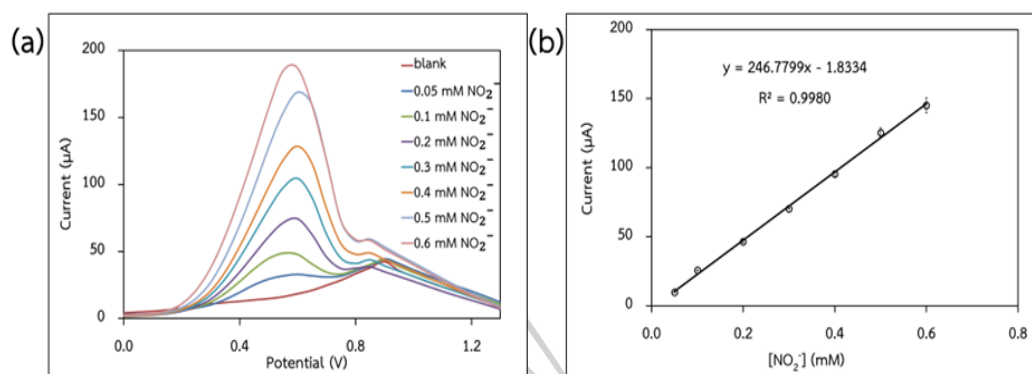 (a)
200
150
100
50
0
Current (µA)
0.0 0.4 0.8 1.2
Potential (V)
blank
0.05 mM NO₂⁻
0.1 mM NO₂⁻
0.2 mM NO₂⁻
0.3 mM NO₂⁻
0.4 mM NO₂⁻
0.5 mM NO₂⁻
0.6 mM NO₂⁻
(b)
200
150
100
50
0
Current (µA)
y = 246.7799x - 1.8334
R² = 0.9980
0.0 0.2 0.4 0.6 0.8
[NO₂⁻] (mM)